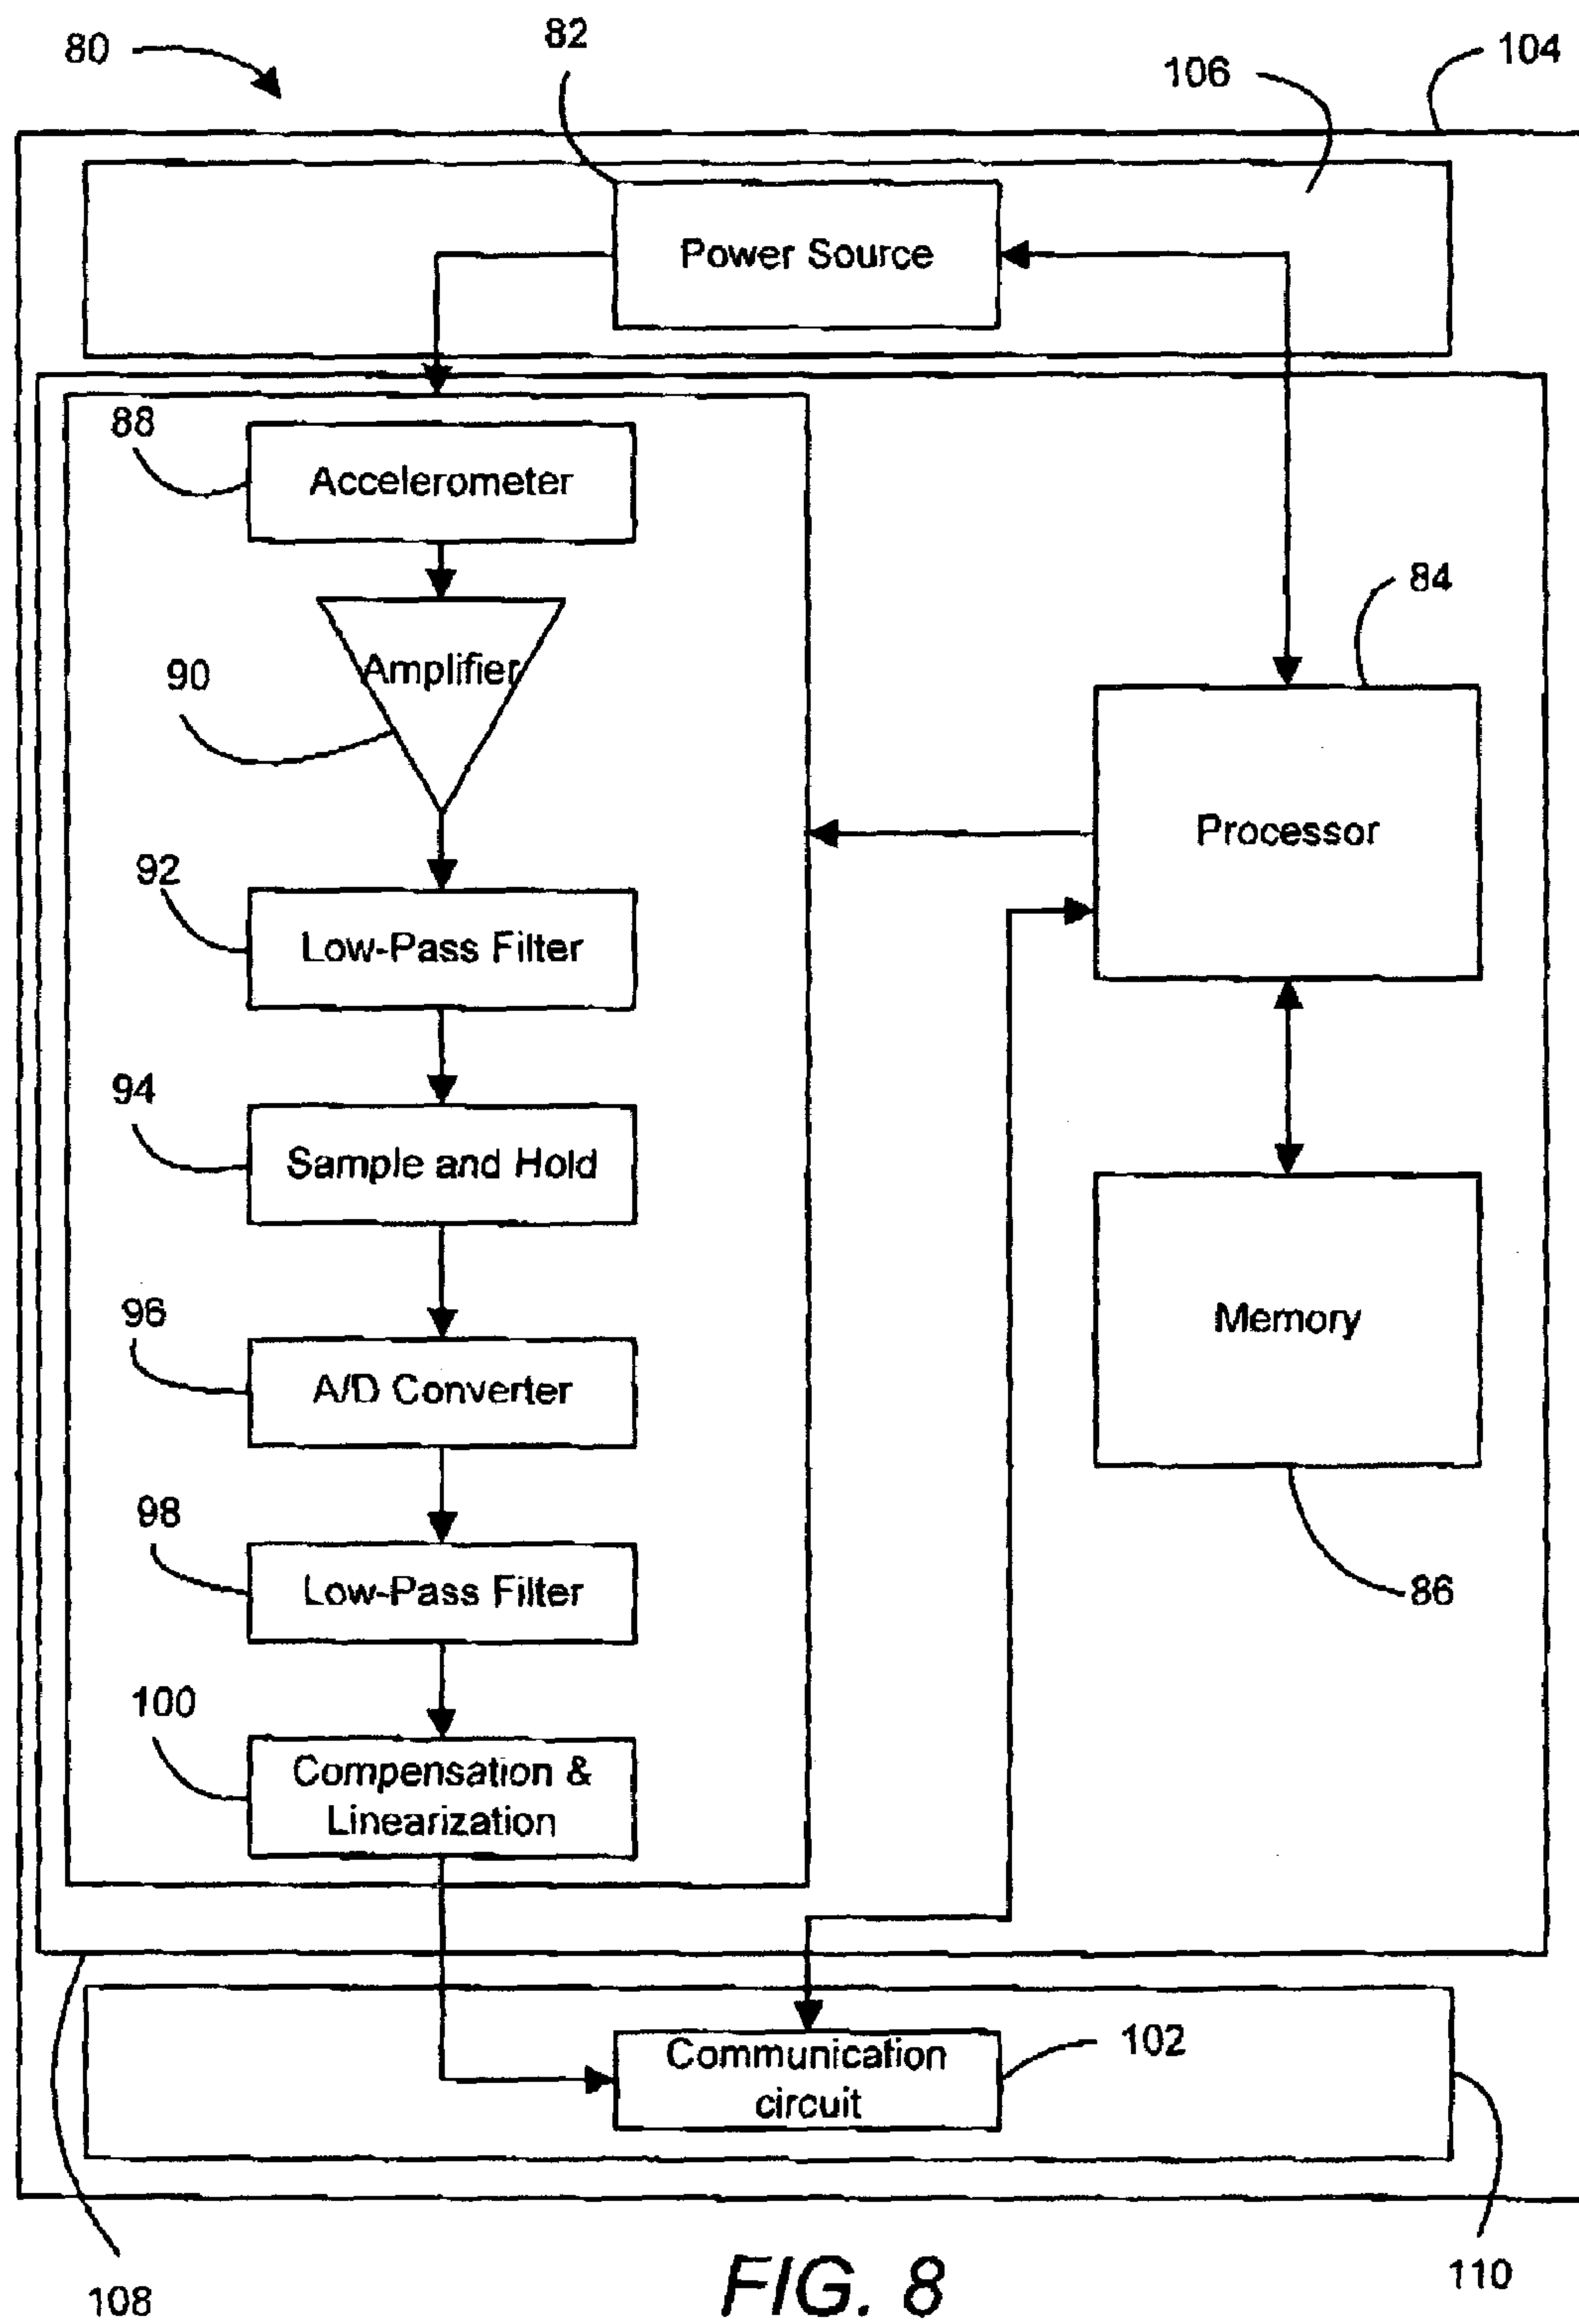 80
82
106
104
Power Source
88
Accelerometer
84
90
Amplifier
Processor
92
Low-Pass Filter
94
Sample and Hold
96
A/D Converter
Memory
98
Low-Pass Filter
86
100
Compensation &
Linearization
102
Communication
circuit
108
110
FIG. 8